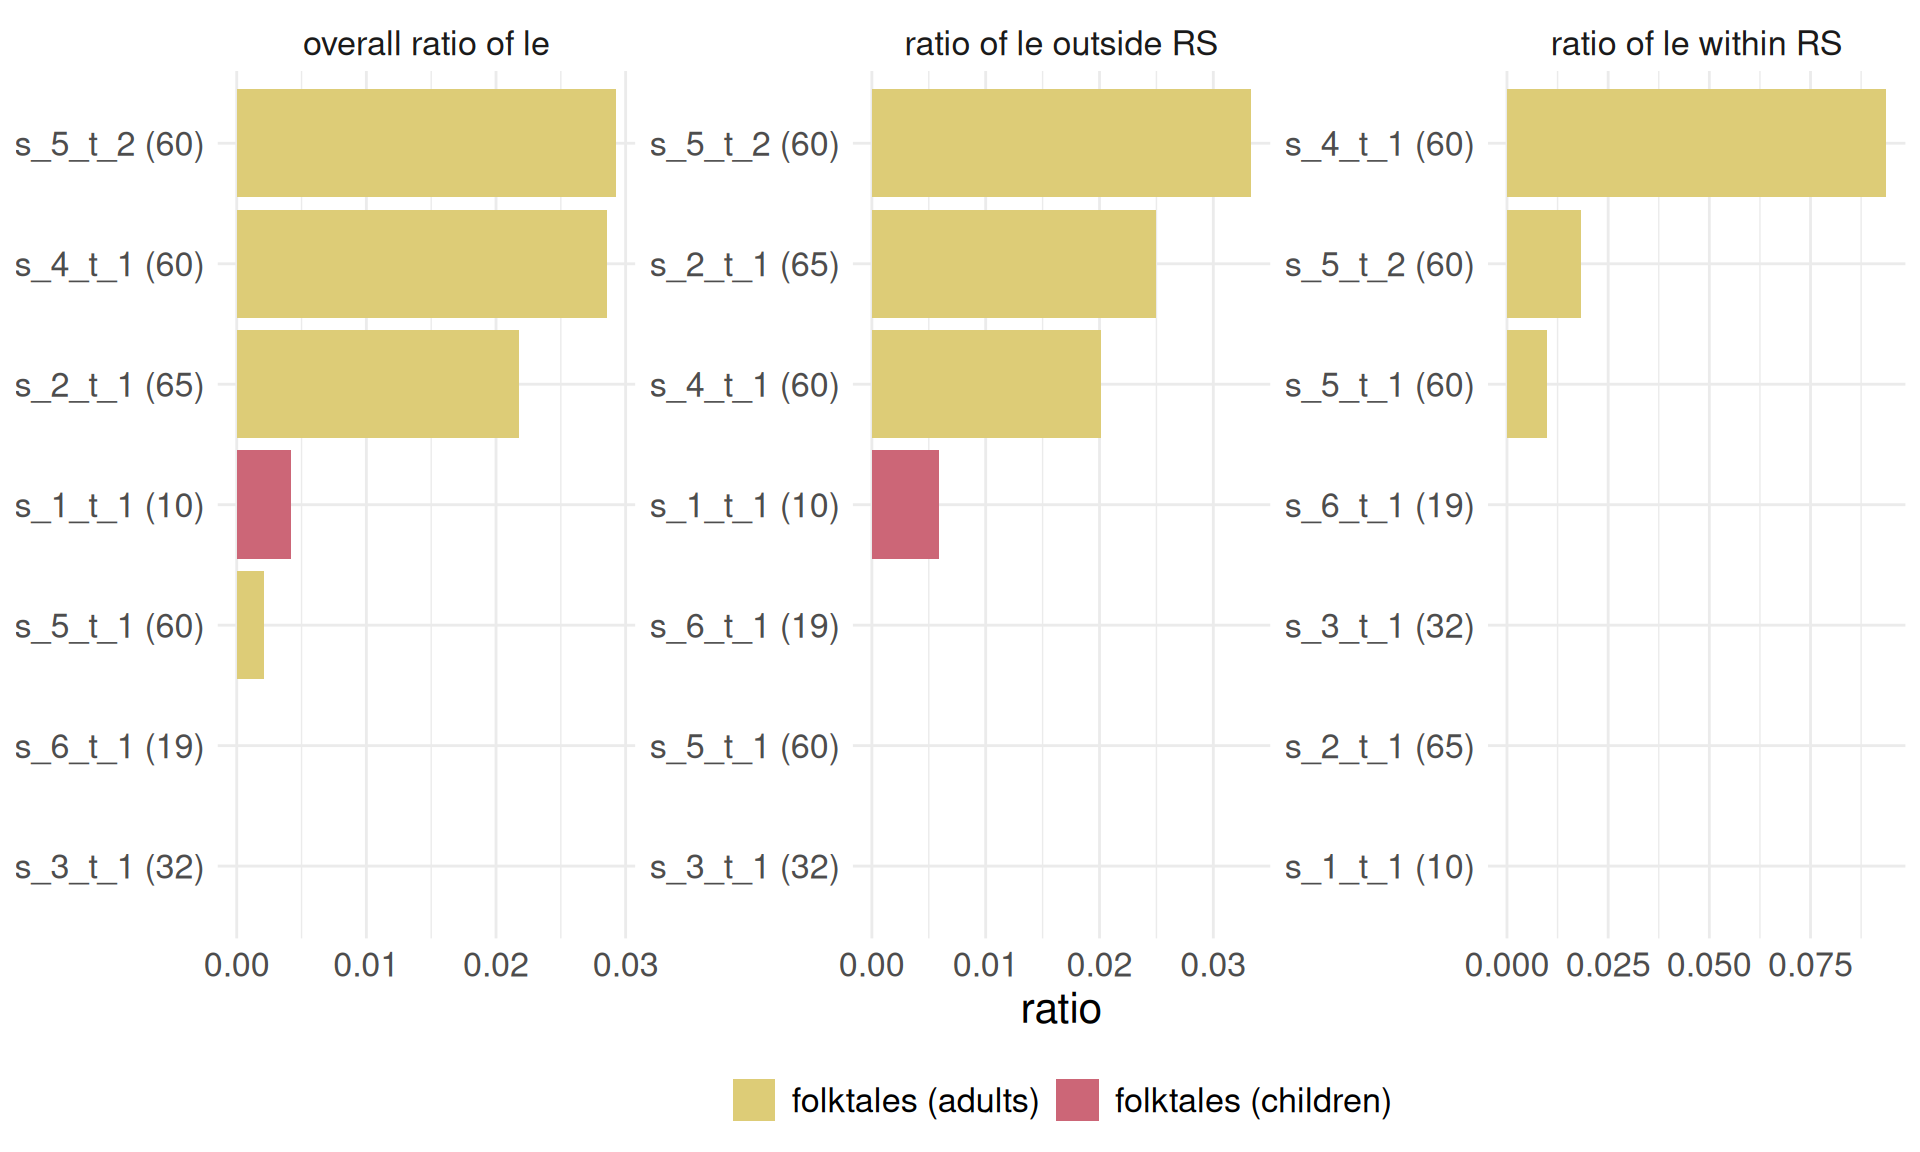 overall ratio of le
ratio of le outside RS
ratio of le within RS
s_5_t_2 (60)
s_4_t_1 (60)
s_2_t_1 (65)
s_1_t_1 (10)
s_5_t_1 (60)
s_6_t_1 (19)
s_3_t_1 (32)
s_5_t_2 (60)
s_2_t_1 (65)
s_4_t_1 (60)
s_1_t_1 (10)
s_6_t_1 (19)
s_5_t_1 (60)
s_3_t_1 (32)
s_4_t_1 (60)
s_5_t_2 (60)
s_5_t_1 (60)
s_6_t_1 (19)
s_3_t_1 (32)
s_2_t_1 (65)
s_1_t_1 (10)
0.00 0.01 0.02 0.03
0.00 0.01 0.02 0.03
0.000 0.025 0.050 0.075
ratio
folktales (adults)
folktales (children)